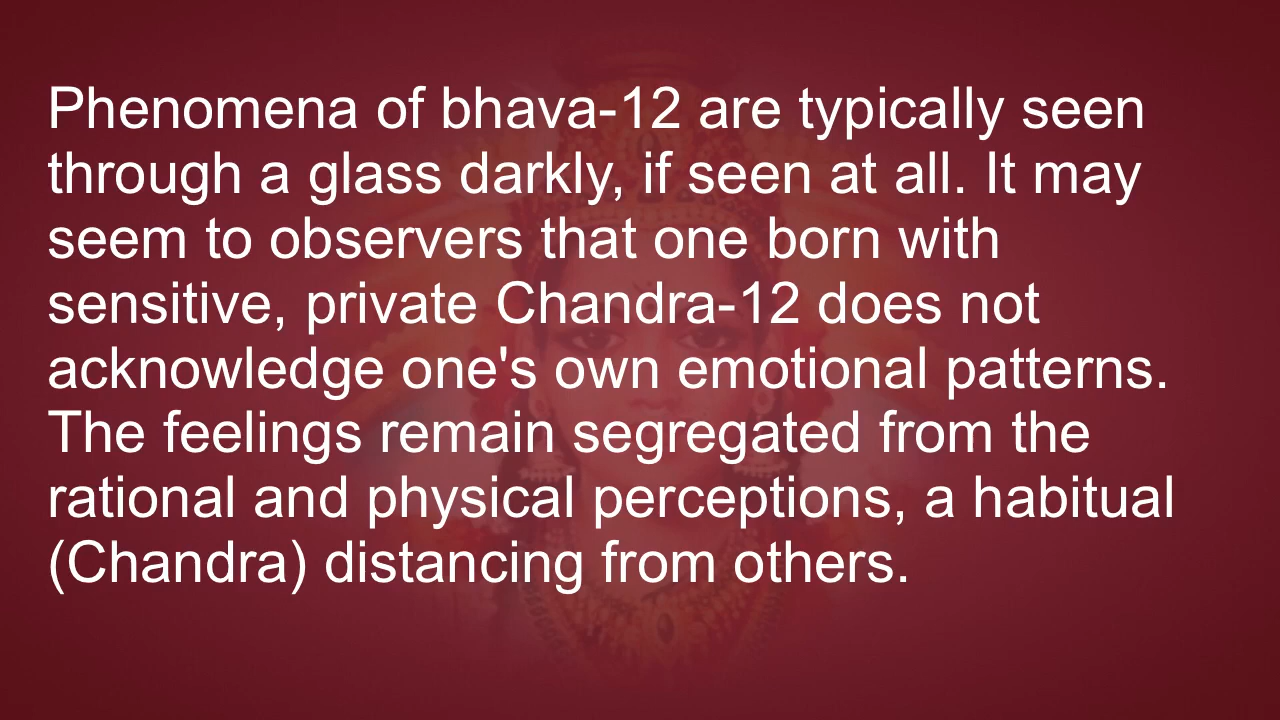 Phenomena of bhava-12 are typically seen
through a glass darkly, if seen at all. It may
seem to observers that one born with
sensitive, private Chandra-12 does not
acknowledge one's own emotional patterns.
The feelings remain segregated from the
rational and physical perceptions, a habitual
(Chandra) distancing from others.